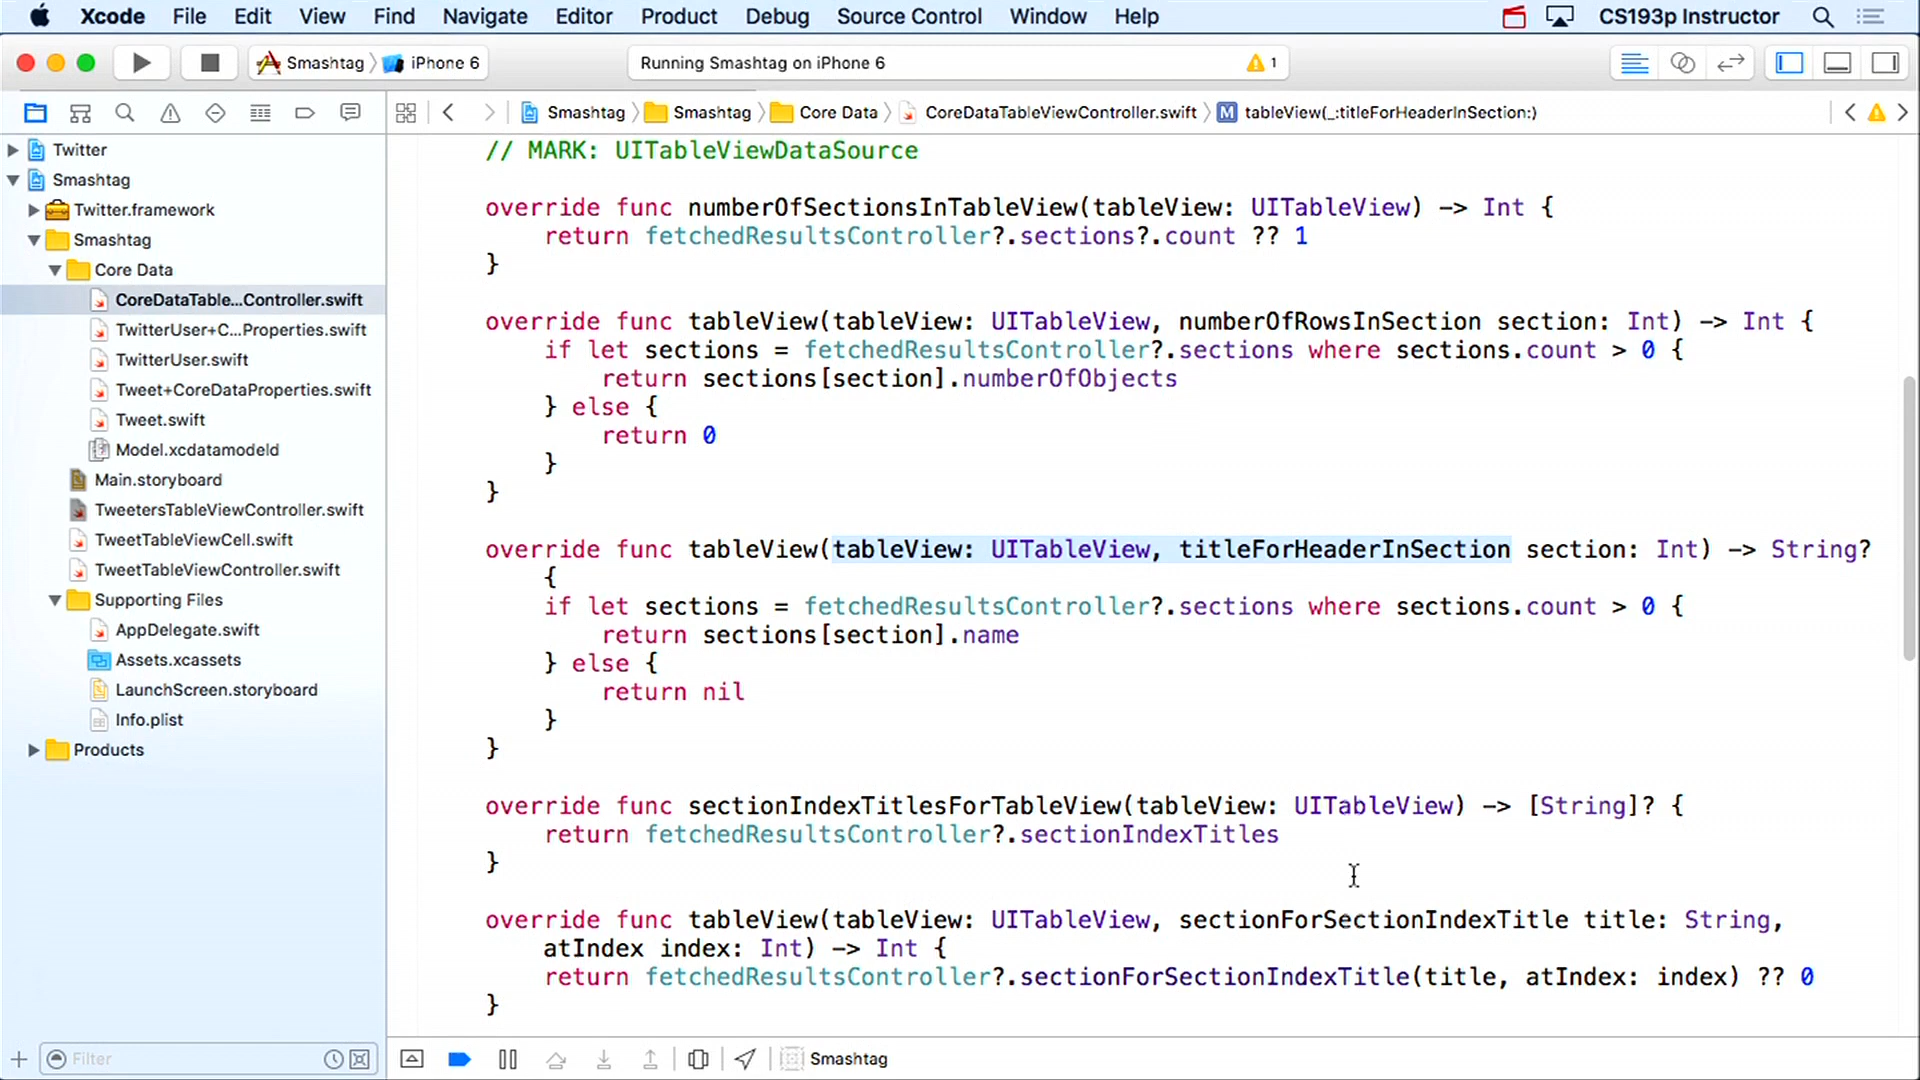 Xcode File Edit View Find Navigate Editor Product Debug Source Control Window Help CS193p Instructor
Smashtag iPhone 6 Running Smashtag on iPhone 6 1
Smashtag Smashtag Core Data CoreDataTableViewController.swift M tableView(_:titleForHeaderInSection:)
Twitter
Smashtag
Twitter.framework
Smashtag
Core Data
CoreDataTable...Controller.swift
TwitterUser+C...Properties.swift
TwitterUser.swift
Tweet+CoreDataProperties.swift
Tweet.swift
Model.xcdatamodeld
Main.storyboard
TweetersTableViewController.swift
TweetTableViewCell.swift
TweetTableViewController.swift
Supporting Files
AppDelegate.swift
Assets.xcassets
LaunchScreen.storyboard
Info.plist
Products
// MARK: UITableViewDataSource
override func numberOfSectionsInTableView(tableView: UITableView) -> Int {
return fetchedResultsController?.sections?.count ?? 1
}
override func tableView(tableView: UITableView, numberOfRowsInSection section: Int) -> Int {
if let sections = fetchedResultsController?.sections where sections.count > 0 {
return sections[section].numberOfObjects
} else {
return 0
}
}
override func tableView(tableView: UITableView, titleForHeaderInSection section: Int) -> String?
{
if let sections = fetchedResultsController?.sections where sections.count > 0 {
return sections[section].name
} else {
return nil
}
}
override func sectionIndexTitlesForTableView(tableView: UITableView) -> [String]? {
return fetchedResultsController?.sectionIndexTitles
}
override func tableView(tableView: UITableView, sectionForSectionIndexTitle title: String,
atIndex index: Int) -> Int {
return fetchedResultsController?.sectionForSectionIndexTitle(title, atIndex: index) ?? 0
}
Filter
Smashtag